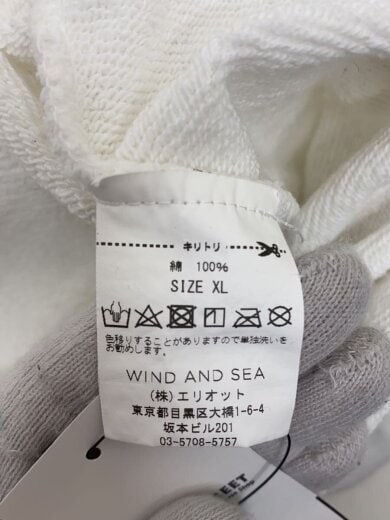 キリトリ
綿 100%
SIZE XL
色移りすることがありますので単独洗いを
お勧めします。
WIND AND SEA
(株)エリオット
東京都目黒区大橋1-6-4
坂本ビル201
03-5708-5757
EET